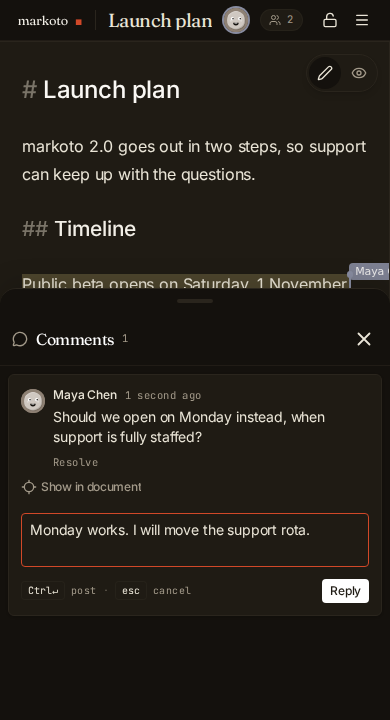 markoto
Launch plan
2
# Launch plan
markoto 2.0 goes out in two steps, so support
can keep up with the questions.
## Timeline
Maya
Public beta opens on Saturday, 1 November
Comments 1
Maya Chen 1 second ago
Should we open on Monday instead, when
support is fully staffed?
Resolve
Show in document
Monday works. I will move the support rota.
Ctrl↵ post · esc cancel
Reply